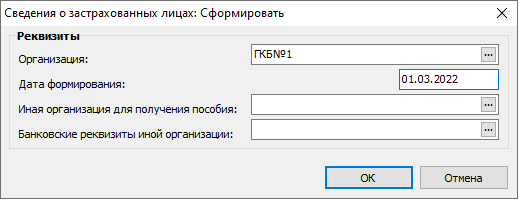 Сведения о застрахованных лицах: Сформировать
Реквизиты
Организация: ГКБ№1 ...
Дата формирования: 01.03.2022
Иная организация для получения пособия: ...
Банковские реквизиты иной организации: ...
ОК Отмена